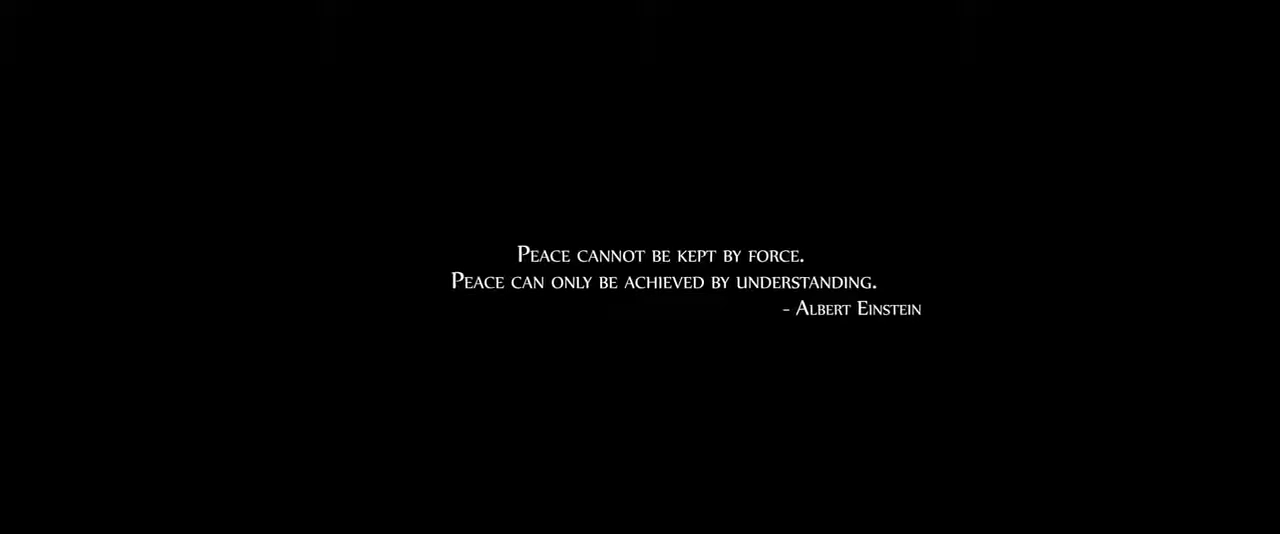 Peace cannot be kept by force.
Peace can only be achieved by understanding.
- Albert Einstein